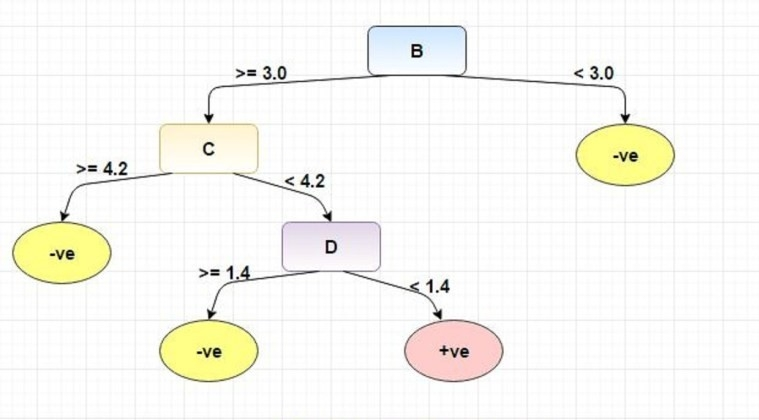 B
>= 3.0
< 3.0
C
-ve
>= 4.2
< 4.2
-ve
D
>= 1.4
< 1.4
-ve
+ve